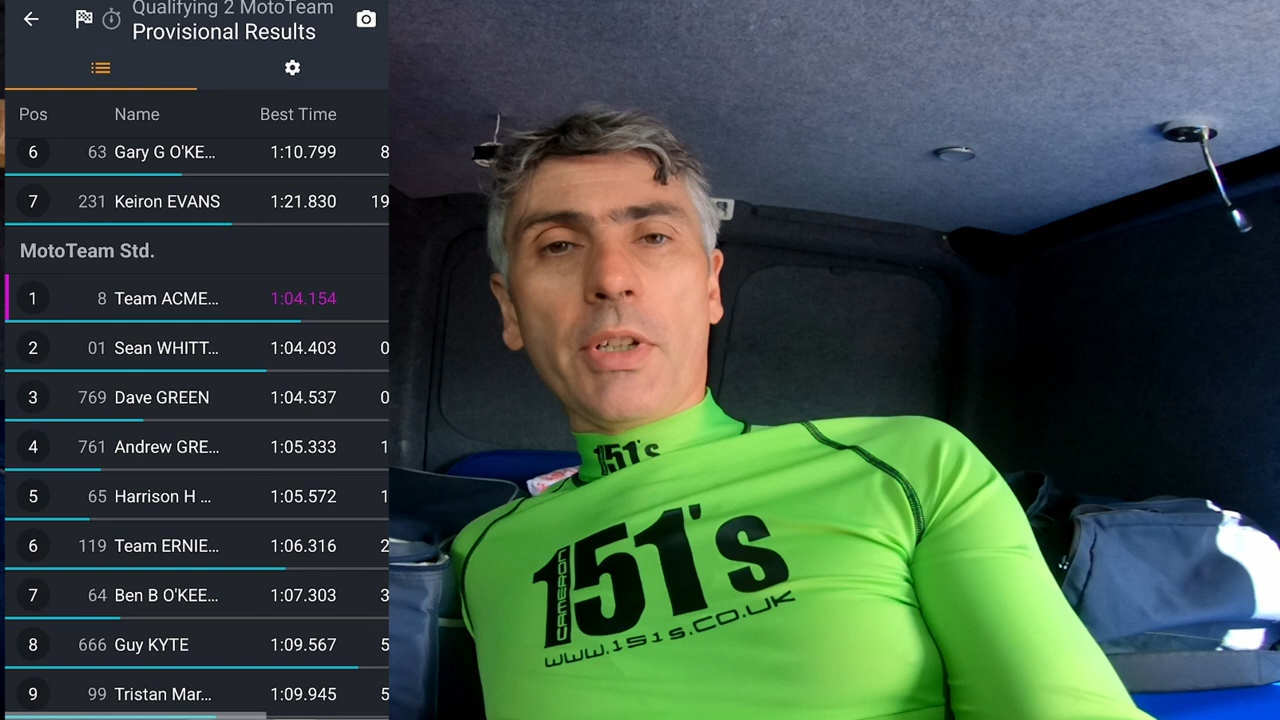 Qualifying 2 MotoTeam
Provisional Results
Pos Name Best Time
6 63 Gary G O'KE... 1:10.799 8
7 231 Keiron EVANS 1:21.830 19
MotoTeam Std.
1 8 Team ACME... 1:04.154
2 01 Sean WHITT... 1:04.403 0
3 769 Dave GREEN 1:04.537 0
4 761 Andrew GRE... 1:05.333 1
5 65 Harrison H ... 1:05.572 1
6 119 Team ERNIE... 1:06.316 2
7 64 Ben B O'KEE... 1:07.303 3
8 666 Guy KYTE 1:09.567 5
9 99 Tristan Mar... 1:09.945 5
151's
CAMERON
151's
www.151s.co.uk